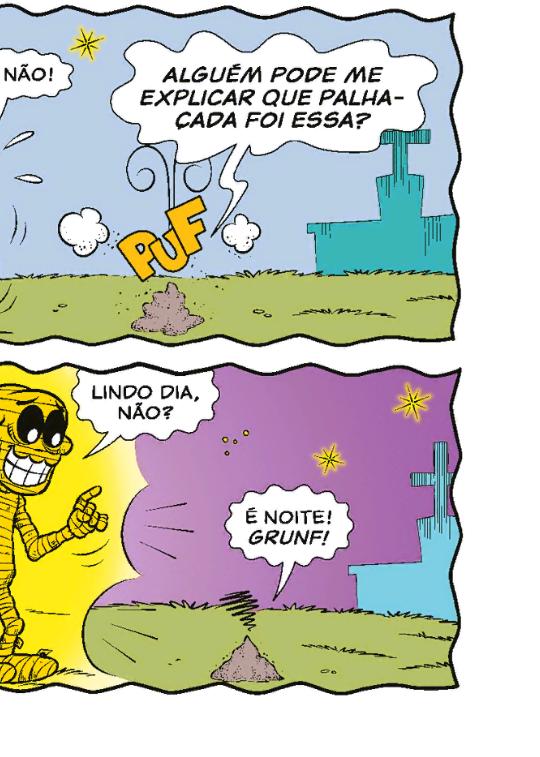 NÃO!
ALGUÉM PODE ME
EXPLICAR QUE PALHA-
ÇADA FOI ESSA?
PUF
LINDO DIA,
NÃO?
É NOITE!
GRUNF!